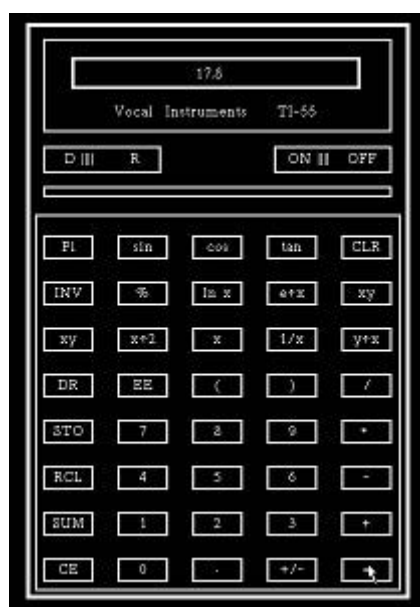 17.8
Vocal Instruments TI-55
D R ON OFF
PI sin cos tan CLR
INV % ln x e↑x xy
xy x↑2 x 1/x y↑x
DR EE ( ) /
STO 7 8 9 *
RCL 4 5 6 -
SUM 1 2 3 +
CE 0 . +/-